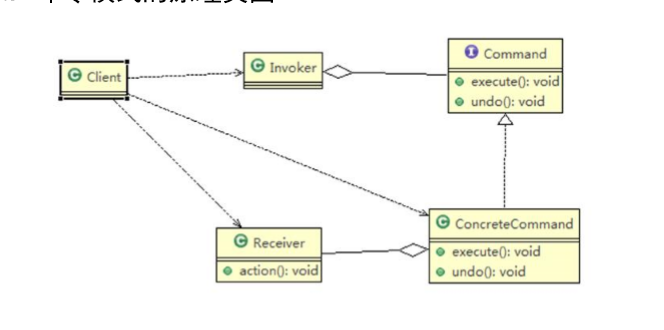 Client
Invoker
Command
execute(): void
undo(): void
Receiver
action(): void
ConcreteCommand
execute(): void
undo(): void